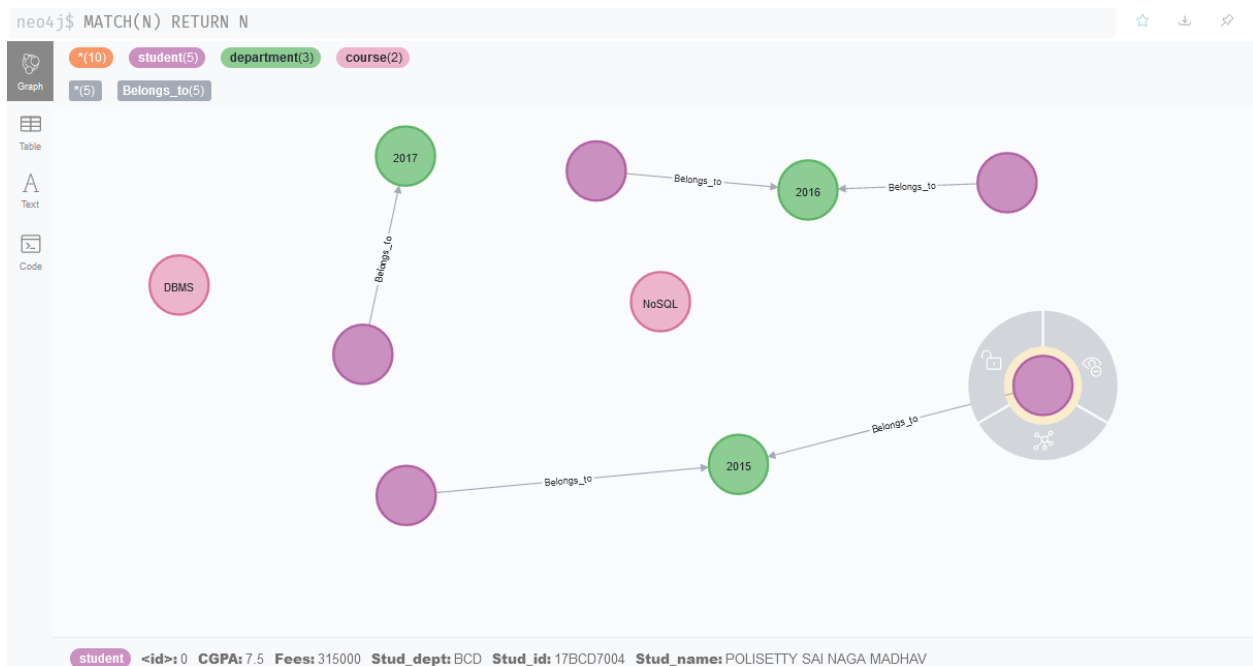 neo4j$ MATCH(N) RETURN N
*(10) student(5) department(3) course(2)
Graph
*(5) Belongs_to(5)
Table
2017
Belongs_to
2016
Belongs_to
A
Text
Belongs_to
Code
DBMS
NoSQL
Belongs_to
2015
Belongs_to
student <id>: 0 CGPA: 7.5 Fees: 315000 Stud_dept: BCD Stud_id: 17BCD7004 Stud_name: POLISETTY SAI NAGA MADHAV